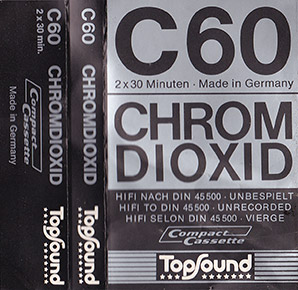 C60
2 x 30 min.
CHROMDIOXID
Compact
Cassette
Made in Germany
TopSound
C60
CHROMDIOXID
TopSound
C60
2 x 30 Minuten · Made in Germany
CHROM
DIOXID
HIFI NACH DIN 45 500 · UNBESPIELT
HIFI TO DIN 45 500 · UNRECORDED
HIFI SELON DIN 45 500 · VIERGE
Compact
Cassette
TopSound